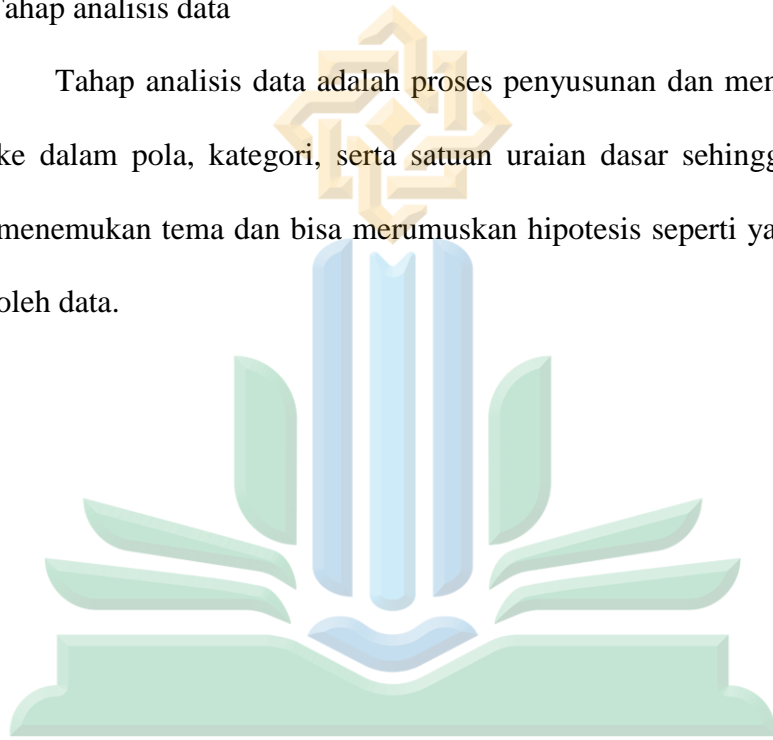 Tahap analisis data
Tahap analisis data adalah proses penyusunan dan men
ke dalam pola, kategori, serta satuan uraian dasar sehingg
menemukan tema dan bisa merumuskan hipotesis seperti ya
oleh data.